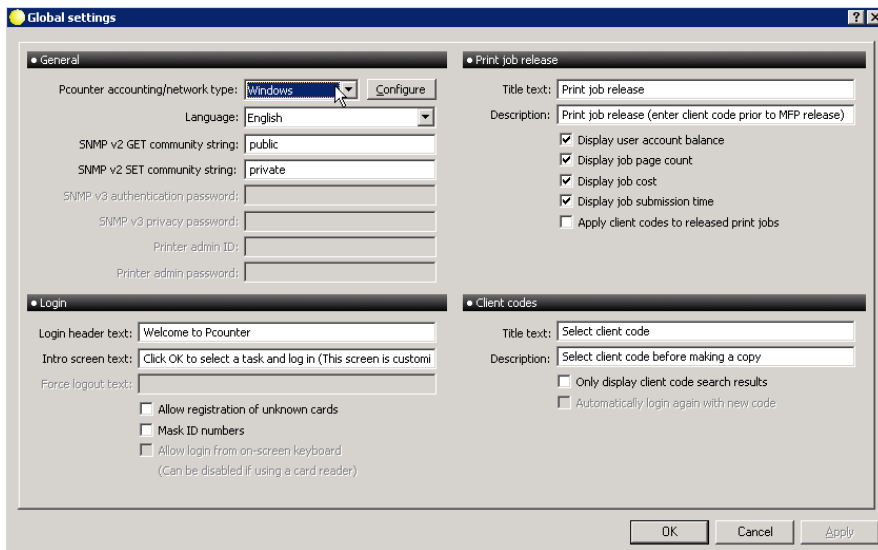 Global settings
• General
Pcounter accounting/network type: Windows Configure
Language: English
SNMP v2 GET community string: public
SNMP v2 SET community string: private
SNMP v3 authentication password:
SNMP v3 privacy password:
Printer admin ID:
Printer admin password:
• Print job release
Title text: Print job release
Description: Print job release (enter client code prior to MFP release)
Display user account balance
Display job page count
Display job cost
Display job submission time
Apply client codes to released print jobs
• Login
Login header text: Welcome to Pcounter
Intro screen text: Click OK to select a task and log in (This screen is customi
Force logout text:
Allow registration of unknown cards
Mask ID numbers
Allow login from on-screen keyboard
(Can be disabled if using a card reader)
• Client codes
Title text: Select client code
Description: Select client code before making a copy
Only display client code search results
Automatically login again with new code
OK Cancel Apply